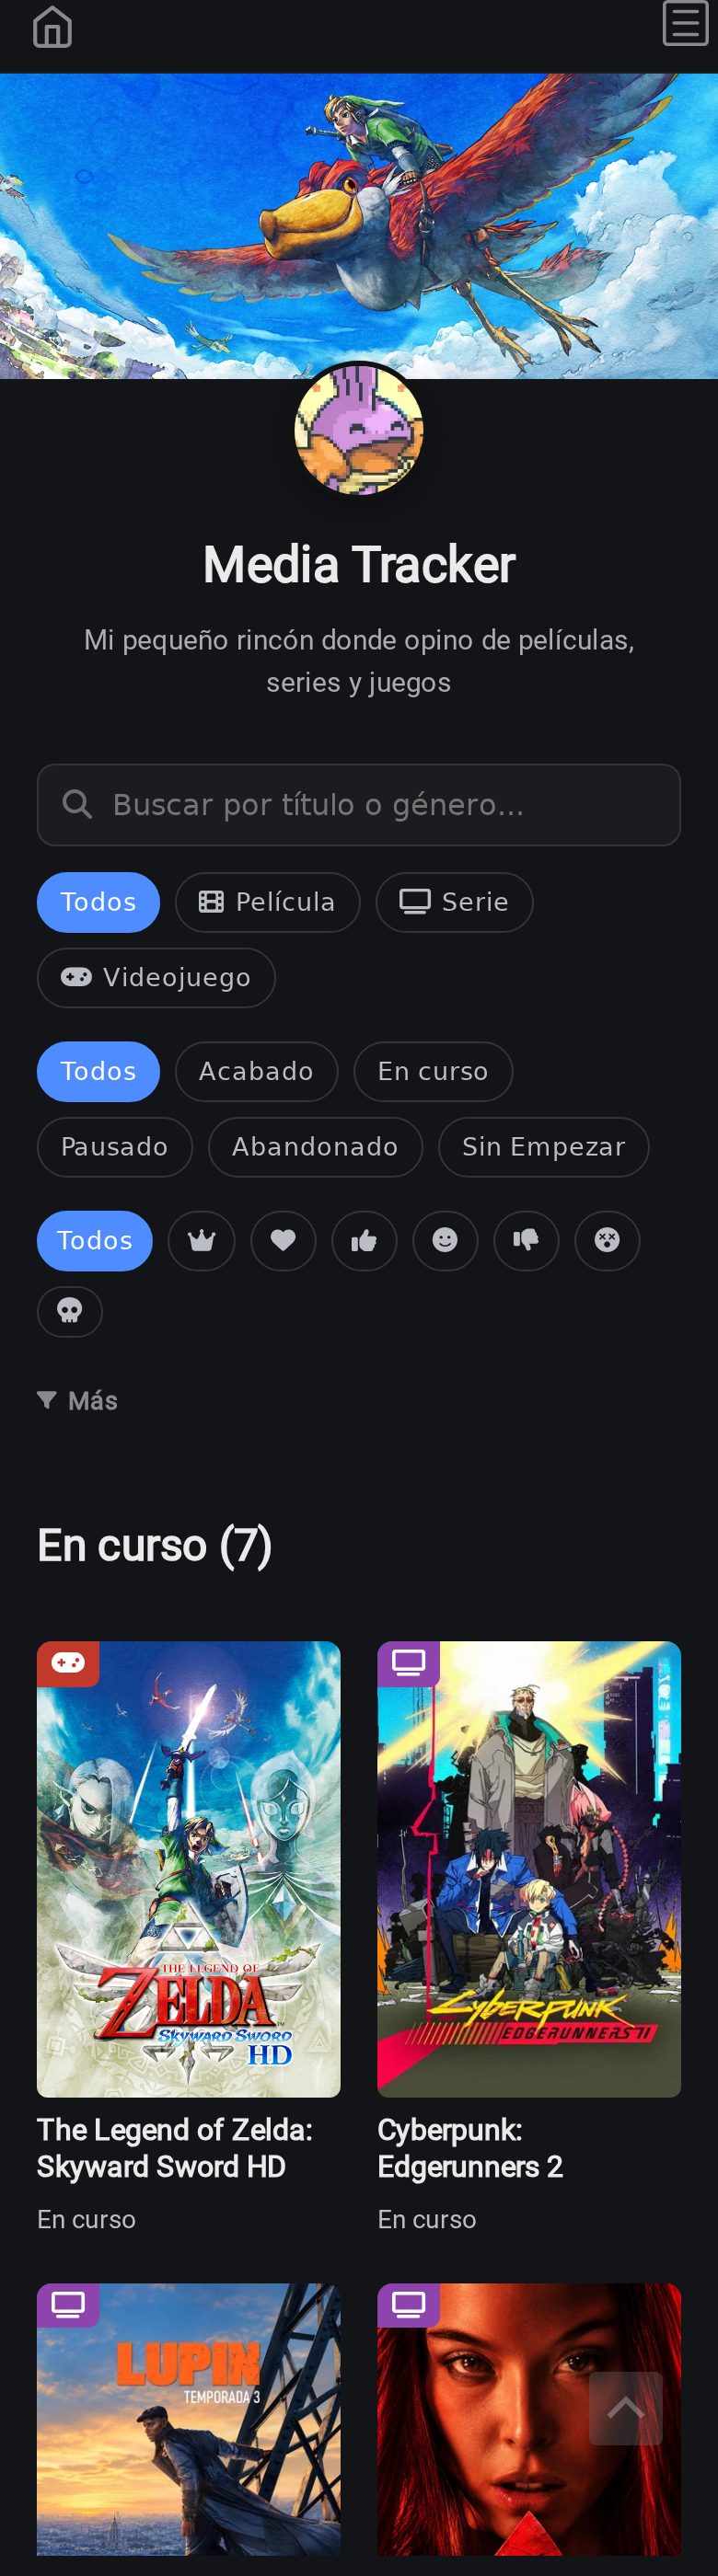 Media Tracker
Mi pequeño rincón donde opino de películas,
series y juegos
Buscar por título o género...
Todos Película Serie
Videojuego
Todos Acabado En curso
Pausado Abandonado Sin Empezar
Todos
Más
En curso (7)
THE LEGEND OF
ZELDA
SKYWARD SWORD
HD
CYBERPUNK
EDGERUNNERS II
The Legend of Zelda:
Skyward Sword HD
En curso
Cyberpunk:
Edgerunners 2
En curso
LUPIN
TEMPORADA 3